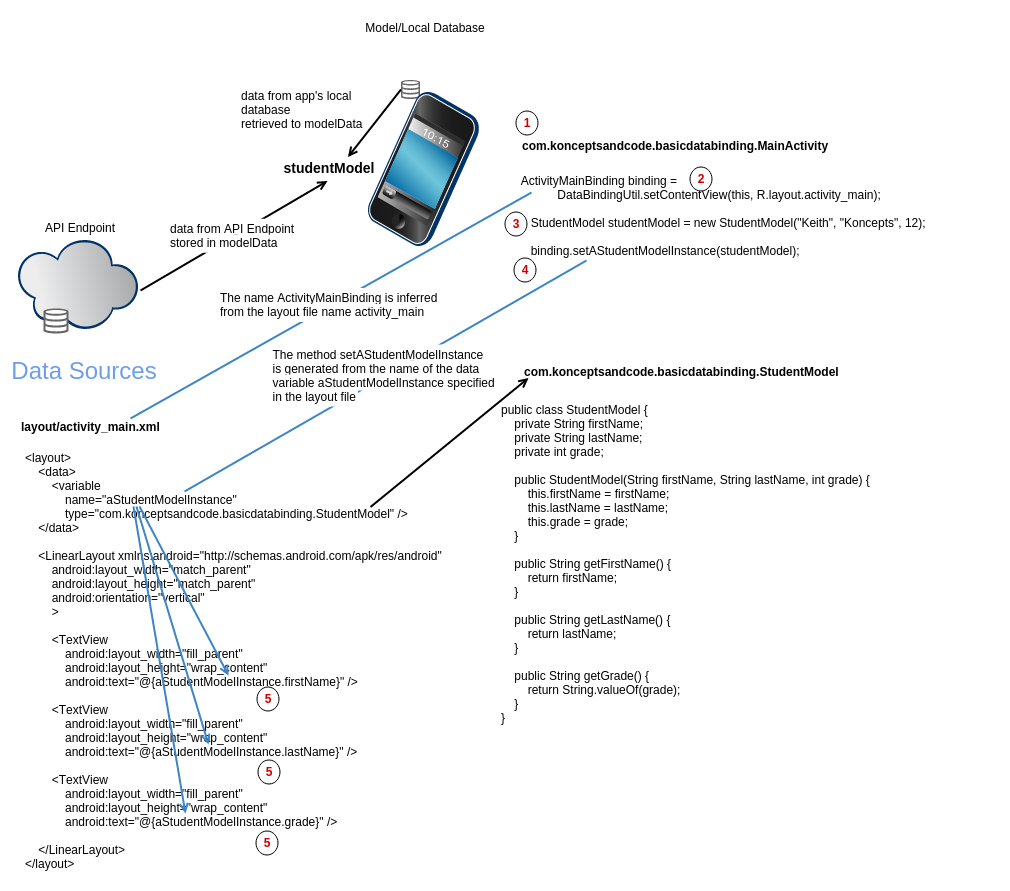 Model/Local Database
data from app's local
database
retrieved to modelData
10:15
studentModel
API Endpoint
data from API Endpoint
stored in modelData
Data Sources
1
com.konceptsandcode.basicdatabinding.MainActivity
ActivityMainBinding binding =
2
DataBindingUtil.setContentView(this, R.layout.activity_main);
3
StudentModel studentModel = new StudentModel("Keith", "Koncepts", 12);
binding.setAStudentModelInstance(studentModel);
4
The name ActivityMainBinding is inferred
from the layout file name activity_main
The method setAStudentModelInstance
is generated from the name of the data
variable aStudentModelInstance specified
in the layout file
layout/activity_main.xml
<layout>
<data>
<variable
name="aStudentModelInstance"
type="com.konceptsandcode.basicdatabinding.StudentModel" />
</data>
<LinearLayout xmlns:android="http://schemas.android.com/apk/res/android"
android:layout_width="match_parent"
android:layout_height="match_parent"
android:orientation="vertical"
>
<TextView
android:layout_width="fill_parent"
android:layout_height="wrap_content"
android:text="@{aStudentModelInstance.firstName}" />
5
<TextView
android:layout_width="fill_parent"
android:layout_height="wrap_content"
android:text="@{aStudentModelInstance.lastName}" />
5
<TextView
android:layout_width="fill_parent"
android:layout_height="wrap_content"
android:text="@{aStudentModelInstance.grade}" />
5
</LinearLayout>
</layout>
com.konceptsandcode.basicdatabinding.StudentModel
public class StudentModel {
private String firstName;
private String lastName;
private int grade;
public StudentModel(String firstName, String lastName, int grade) {
this.firstName = firstName;
this.lastName = lastName;
this.grade = grade;
}
public String getFirstName() {
return firstName;
}
public String getLastName() {
return lastName;
}
public String getGrade() {
return String.valueOf(grade);
}
}